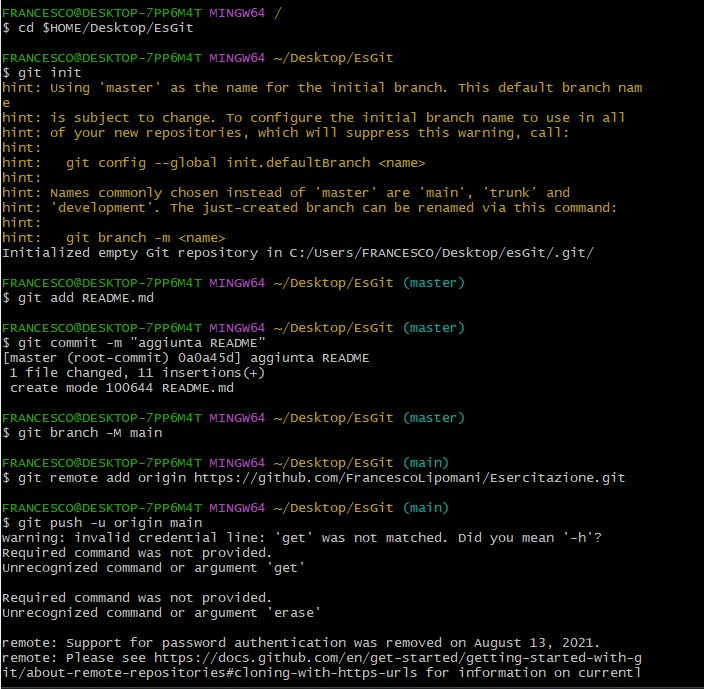 FRANCESCO@DESKTOP-7PP6M4T MINGW64 /
$ cd $HOME/Desktop/EsGit
FRANCESCO@DESKTOP-7PP6M4T MINGW64 ~/Desktop/EsGit
$ git init
hint: Using 'master' as the name for the initial branch. This default branch nam
e
hint: is subject to change. To configure the initial branch name to use in all
hint: of your new repositories, which will suppress this warning, call:
hint:
hint:   git config --global init.defaultBranch <name>
hint:
hint: Names commonly chosen instead of 'master' are 'main', 'trunk' and
hint: 'development'. The just-created branch can be renamed via this command:
hint:
hint:   git branch -m <name>
Initialized empty Git repository in C:/Users/FRANCESCO/Desktop/esGit/.git/
FRANCESCO@DESKTOP-7PP6M4T MINGW64 ~/Desktop/EsGit (master)
$ git add README.md
FRANCESCO@DESKTOP-7PP6M4T MINGW64 ~/Desktop/EsGit (master)
$ git commit -m "aggiunta README"
[master (root-commit) 0a0a45d] aggiunta README
 1 file changed, 11 insertions(+)
 create mode 100644 README.md
FRANCESCO@DESKTOP-7PP6M4T MINGW64 ~/Desktop/EsGit (master)
$ git branch -M main
FRANCESCO@DESKTOP-7PP6M4T MINGW64 ~/Desktop/EsGit (main)
$ git remote add origin https://github.com/FrancescoLipomani/Esercitazione.git
FRANCESCO@DESKTOP-7PP6M4T MINGW64 ~/Desktop/EsGit (main)
$ git push -u origin main
warning: invalid credential line: 'get' was not matched. Did you mean '-h'?
Required command was not provided.
Unrecognized command or argument 'get'
Required command was not provided.
Unrecognized command or argument 'erase'
remote: Support for password authentication was removed on August 13, 2021.
remote: Please see https://docs.github.com/en/get-started/getting-started-with-g
it/about-remote-repositories#cloning-with-https-urls for information on currentl